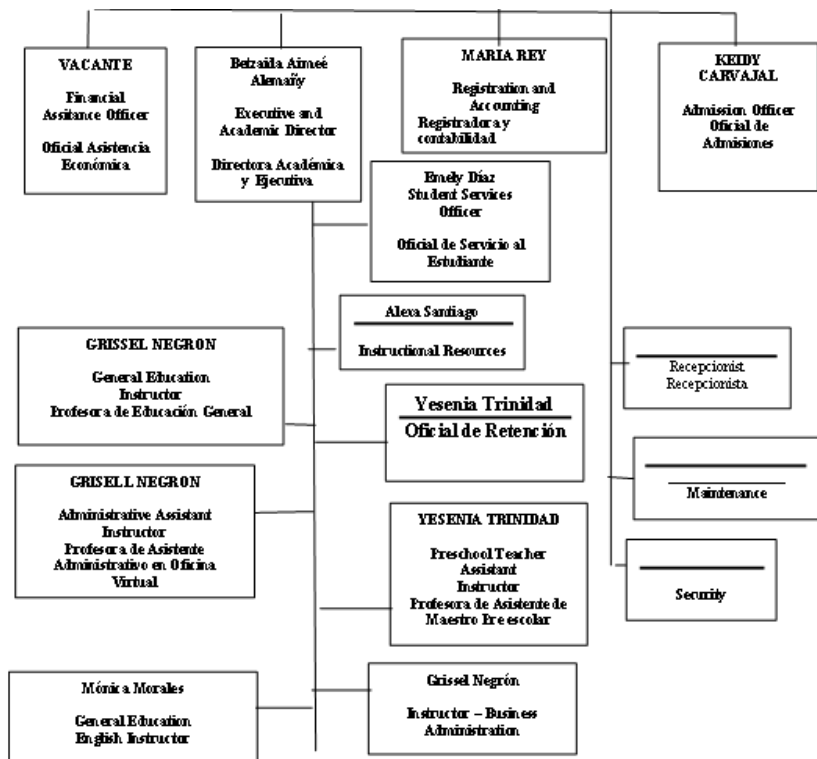 VACANTE
Financial
Assitance Officer
Oficial Asistencia
Económica
Betzaida Aimeé
Alemañy
Executive and
Academic Director
Directora Académica
y Ejecutiva
MARIA REY
Registration and
Accounting
Registradora y
contabilidad
KEIDY
CARVAJAL
Admission Officer
Oficial de
Admisiones
Emely Díaz
Student Services
Officer
Oficial de Servicio al
Estudiante
Alexa Santiago
Instructional Resources
GRISSEL NEGRON
General Education
Instructor
Profesora de Educación General
Recepcionist
Recepcionista
Yesenia Trinidad
Oficial de Retención
GRISELL NEGRON
Administrative Assistant
Instructor
Profesora de Asistente
Administrativo en Oficina
Virtual
Maintenance
YESENIA TRINIDAD
Preschool Teacher
Assistant
Instructor
Profesora de Asistente de
Maestro Pre escolar
Security
Mónica Morales
General Education
English Instructor
Grissel Negrón
Instructor – Business
Administration